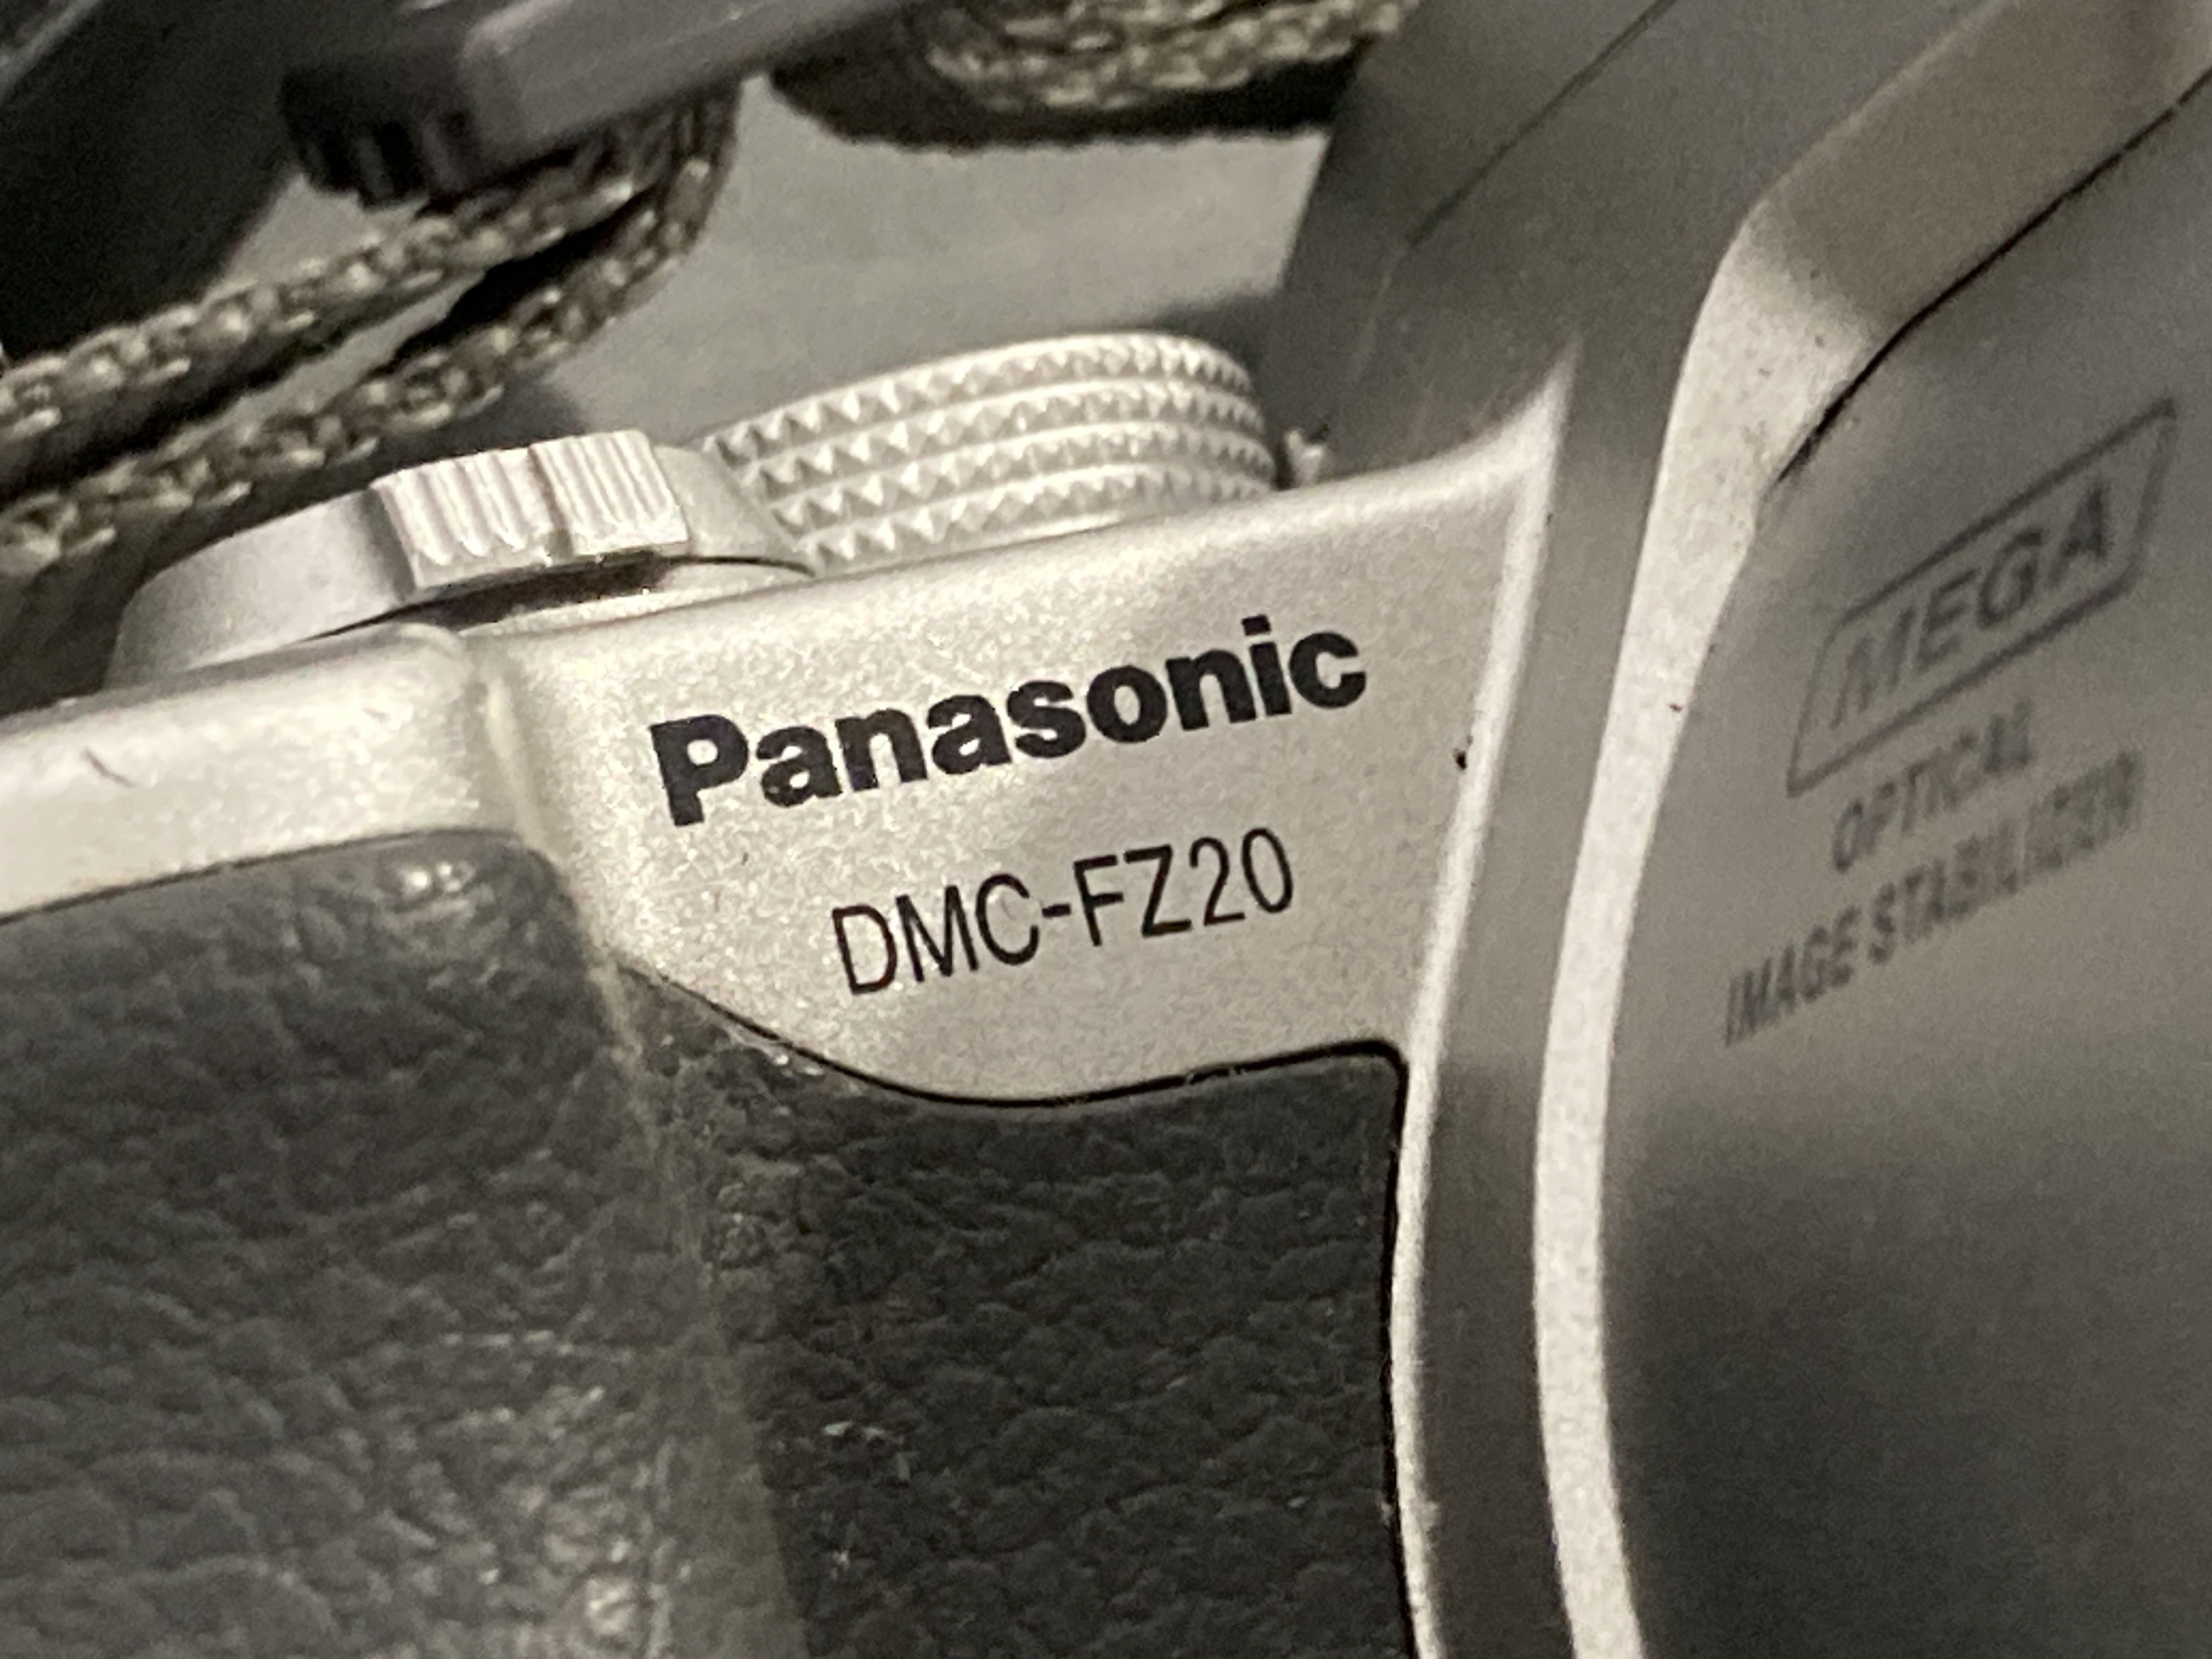 Panasonic
DMC-FZ20
MEGA
OPTICAL
IMAGE STABILIZER